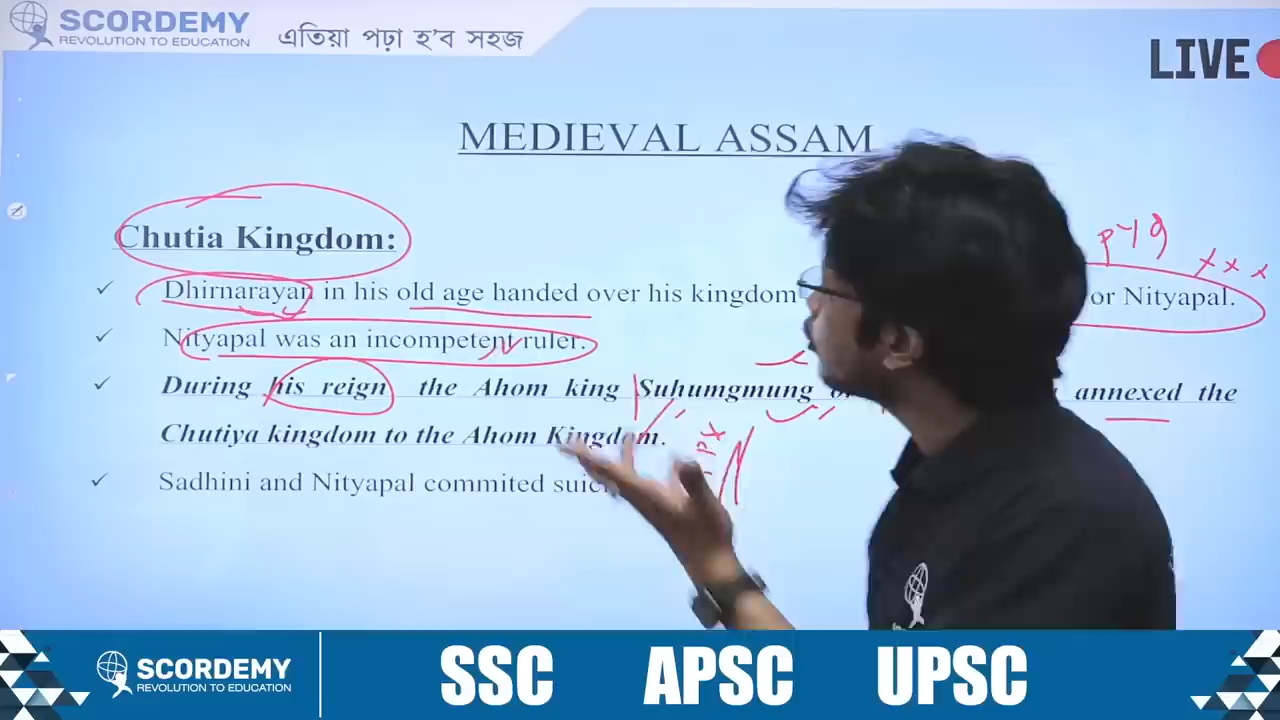 SCORDEMY
REVOLUTION TO EDUCATION
এতিয়া পঢ়া হ'ব সহজ
LIVE
MEDIEVAL ASSAM
Chutia Kingdom:
PYQ
xxx
✓ Dhirnarayan in his old age handed over his kingdom or Nityapal.
✓ Nityapal was an incompetent ruler.
✓ During his reign the Ahom king Suhumgmung annexed the
Chutiya kingdom to the Ahom Kingdom.
✓ Sadhini and Nityapal commited
SCORDEMY
REVOLUTION TO EDUCATION
SSC APSC UPSC